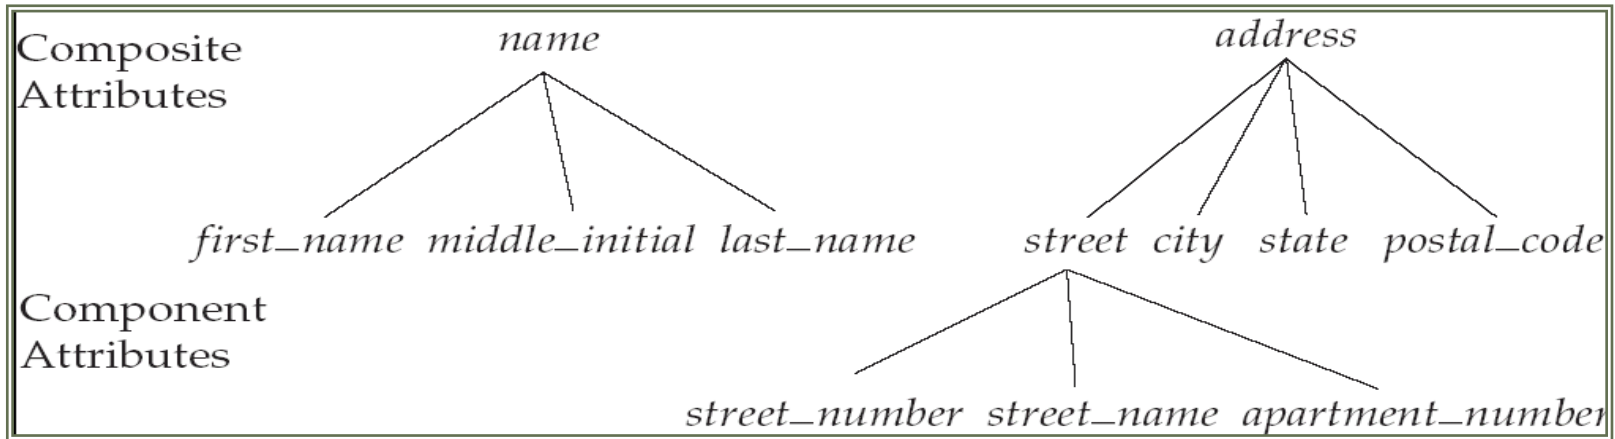 Composite
Attributes
name
address
first_name middle_initial last_name
street city state postal_code
Component
Attributes
street_number street_name apartment_number